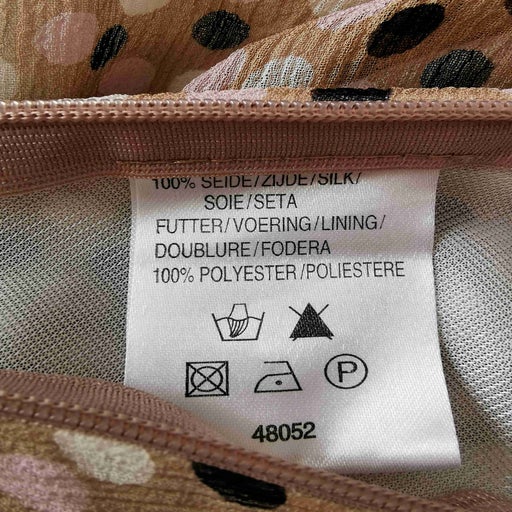 100% SEIDE/ZIJDE/SILK/
SOIE/SETA
FUTTER/VOERING/LINING/
DOUBLURE/FODERA
100% POLYESTER/POLIESTERE
P
48052